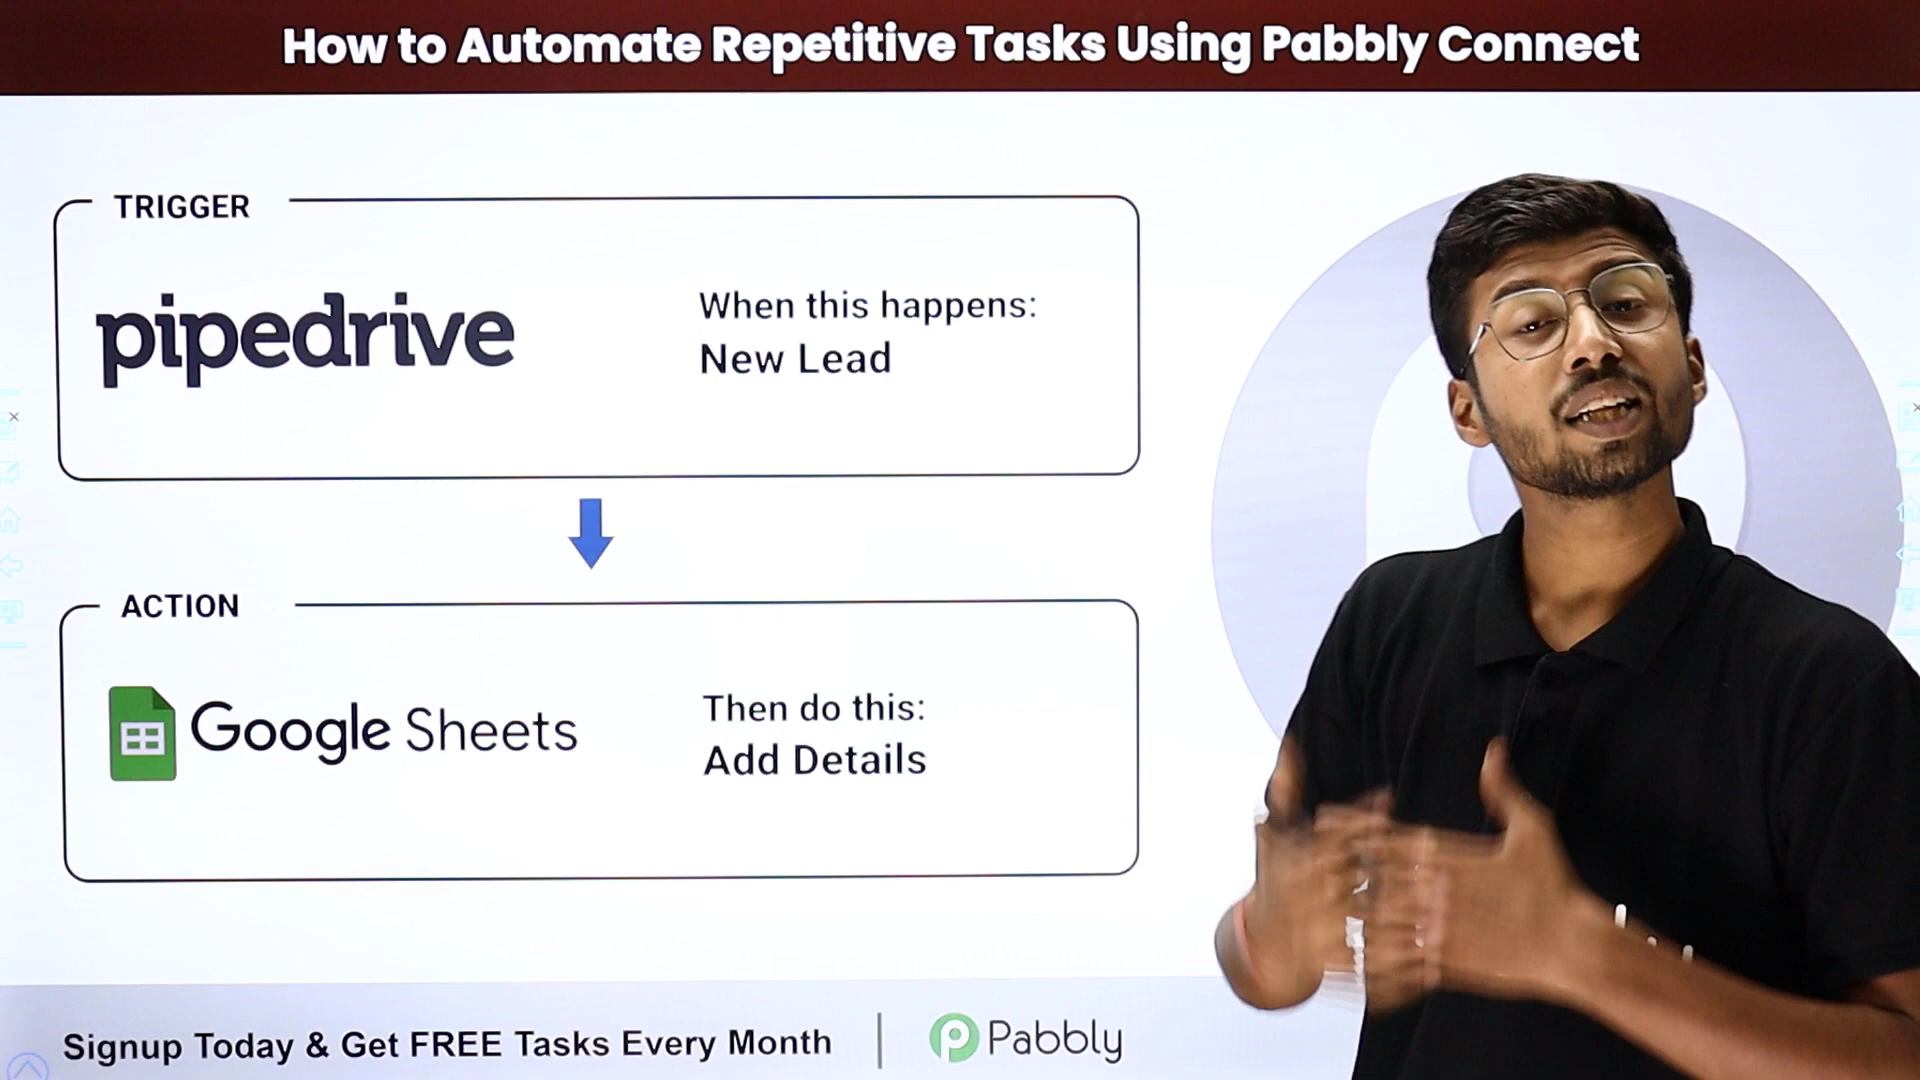 How to Automate Repetitive Tasks Using Pabbly Connect
TRIGGER
pipedrive
When this happens:
New Lead
ACTION
Google Sheets
Then do this:
Add Details
Signup Today & Get FREE Tasks Every Month
Pabbly